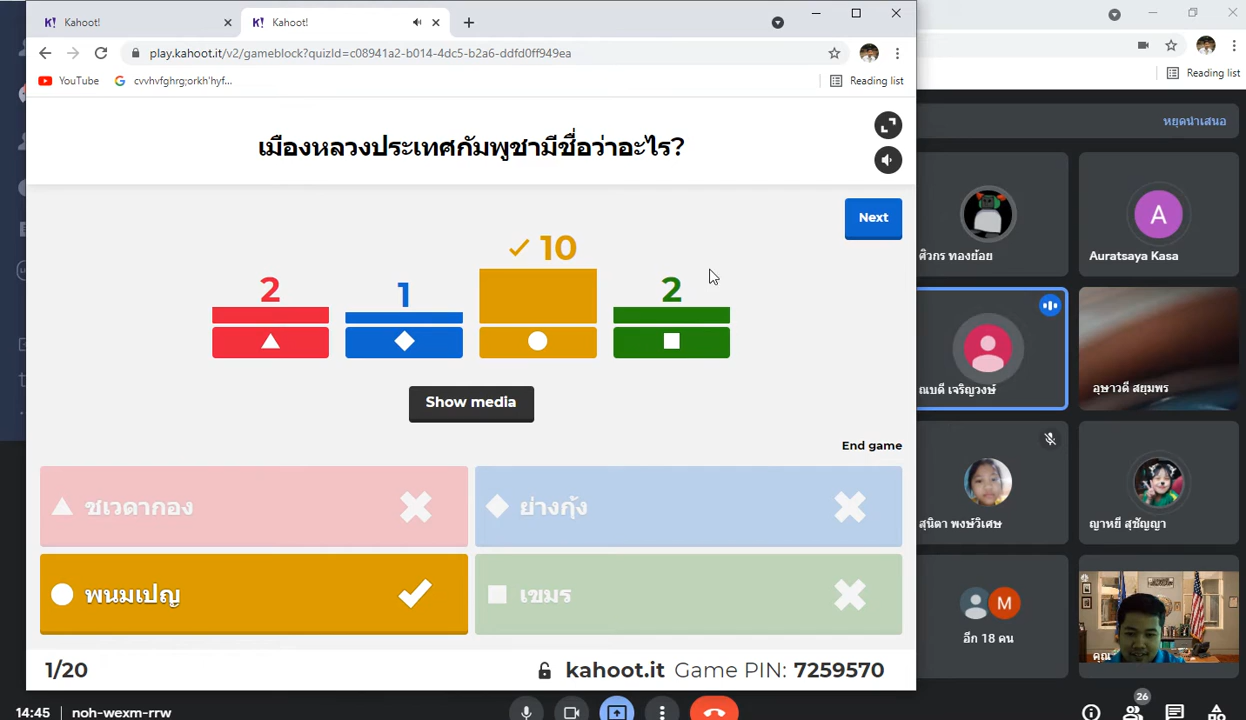 Kahoot!
Kahoot!
play.kahoot.it/v2/gameblock?quizId=c08941a2-b014-4dc5-b2a6-ddfd0ff949ea
YouTube
cvvhvfghrg;orkh'hyf...
Reading list
Reading list
เมืองหลวงประเทศกัมพูชามีชื่อว่าอะไร?
หยุดนำเสนอ
Next
2
1
10
2
Show media
End game
ชเวดากอง
ย่างกุ้ง
พนมเปญ
เขมร
1/20
kahoot.it Game PIN: 7259570
ศิวกร ทองย้อย
A
Auratsaya Kasa
ณบดี เจริญวงษ์
อุษาวดี สยุมพร
สุนิตา พงษ์วิเศษ
ญาหยี สุชัญญา
M
อีก 18 คน
คุณ
14:45
noh-wexm-rrw
26